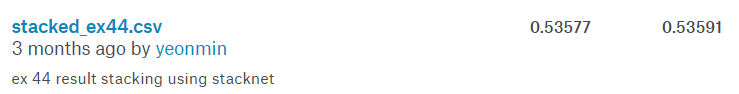 stacked_ex44.csv 0.53577 0.53591
3 months ago by yeonmin
ex 44 result stacking using stacknet